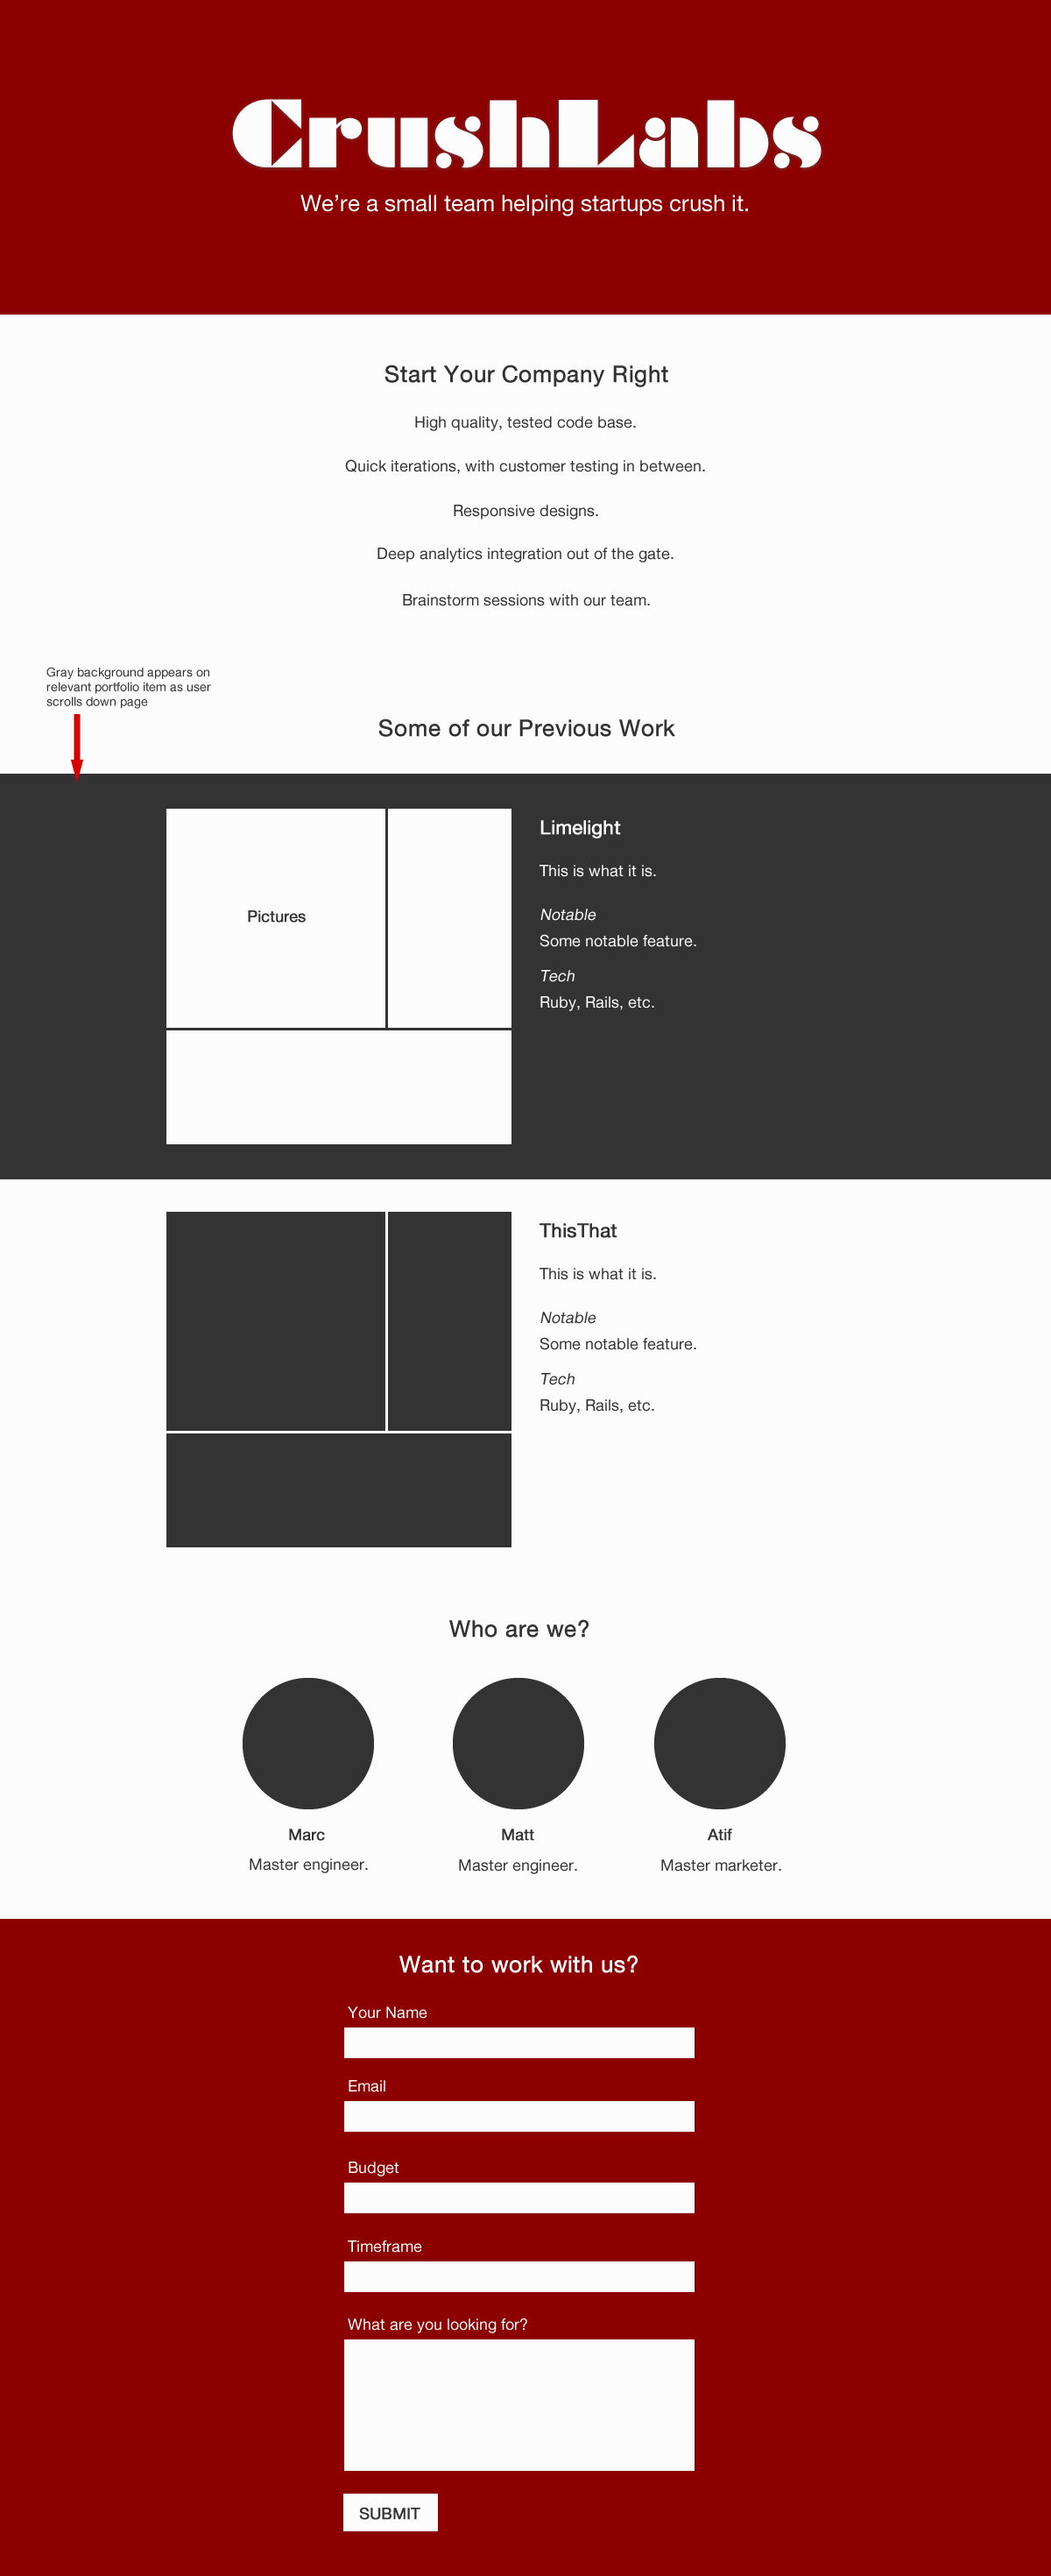 CrushLabs
We’re a small team helping startups crush it.
Start Your Company Right
High quality, tested code base.
Quick iterations, with customer testing in between.
Responsive designs.
Deep analytics integration out of the gate.
Brainstorm sessions with our team.
Gray background appears on
relevant portfolio item as user
scrolls down page
Some of our Previous Work
Pictures
Limelight
This is what it is.
Notable
Some notable feature.
Tech
Ruby, Rails, etc.
ThisThat
This is what it is.
Notable
Some notable feature.
Tech
Ruby, Rails, etc.
Who are we?
Marc
Master engineer.
Matt
Master engineer.
Atif
Master marketer.
Want to work with us?
Your Name
Email
Budget
Timeframe
What are you looking for?
SUBMIT